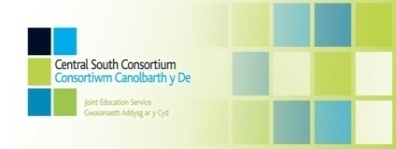 Central South Consortium
Consortiwm Canolbarth y De
Joint Education Service
Gwasanaeth Addysg ar y Cyd